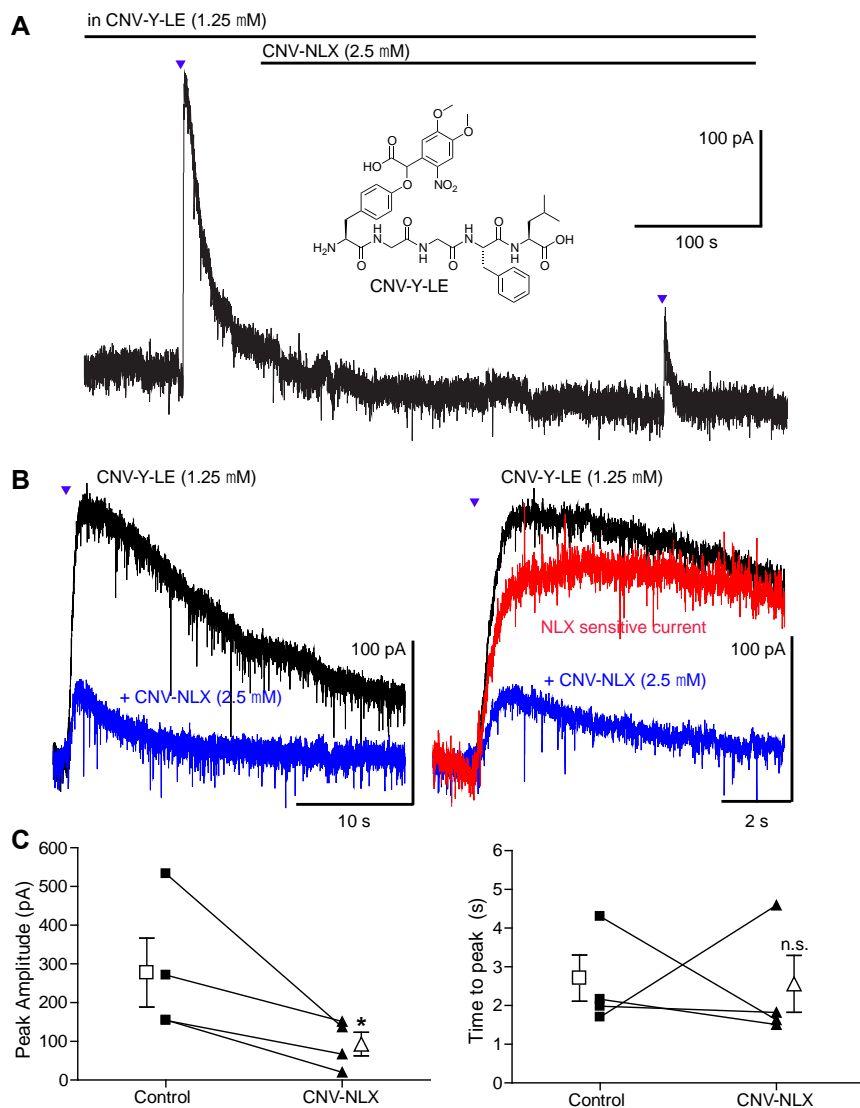 A
in CNV-Y-LE (1.25 mM)
CNV-NLX (2.5 mM)
100 pA
100 s
O
O
O
HO
O
NO₂
H₂N
O
H
N
N
H
O
O
H
N
O
N
H
O
OH
CNV-Y-LE
B
CNV-Y-LE (1.25 mM)
+ CNV-NLX (2.5 mM)
100 pA
10 s
CNV-Y-LE (1.25 mM)
NLX sensitive current
+ CNV-NLX (2.5 mM)
100 pA
2 s
C
Peak Amplitude (pA)
600
500
400
300
200
100
0
*
Control
CNV-NLX
Time to peak (s)
6
5
4
3
2
1
0
n.s.
Control
CNV-NLX